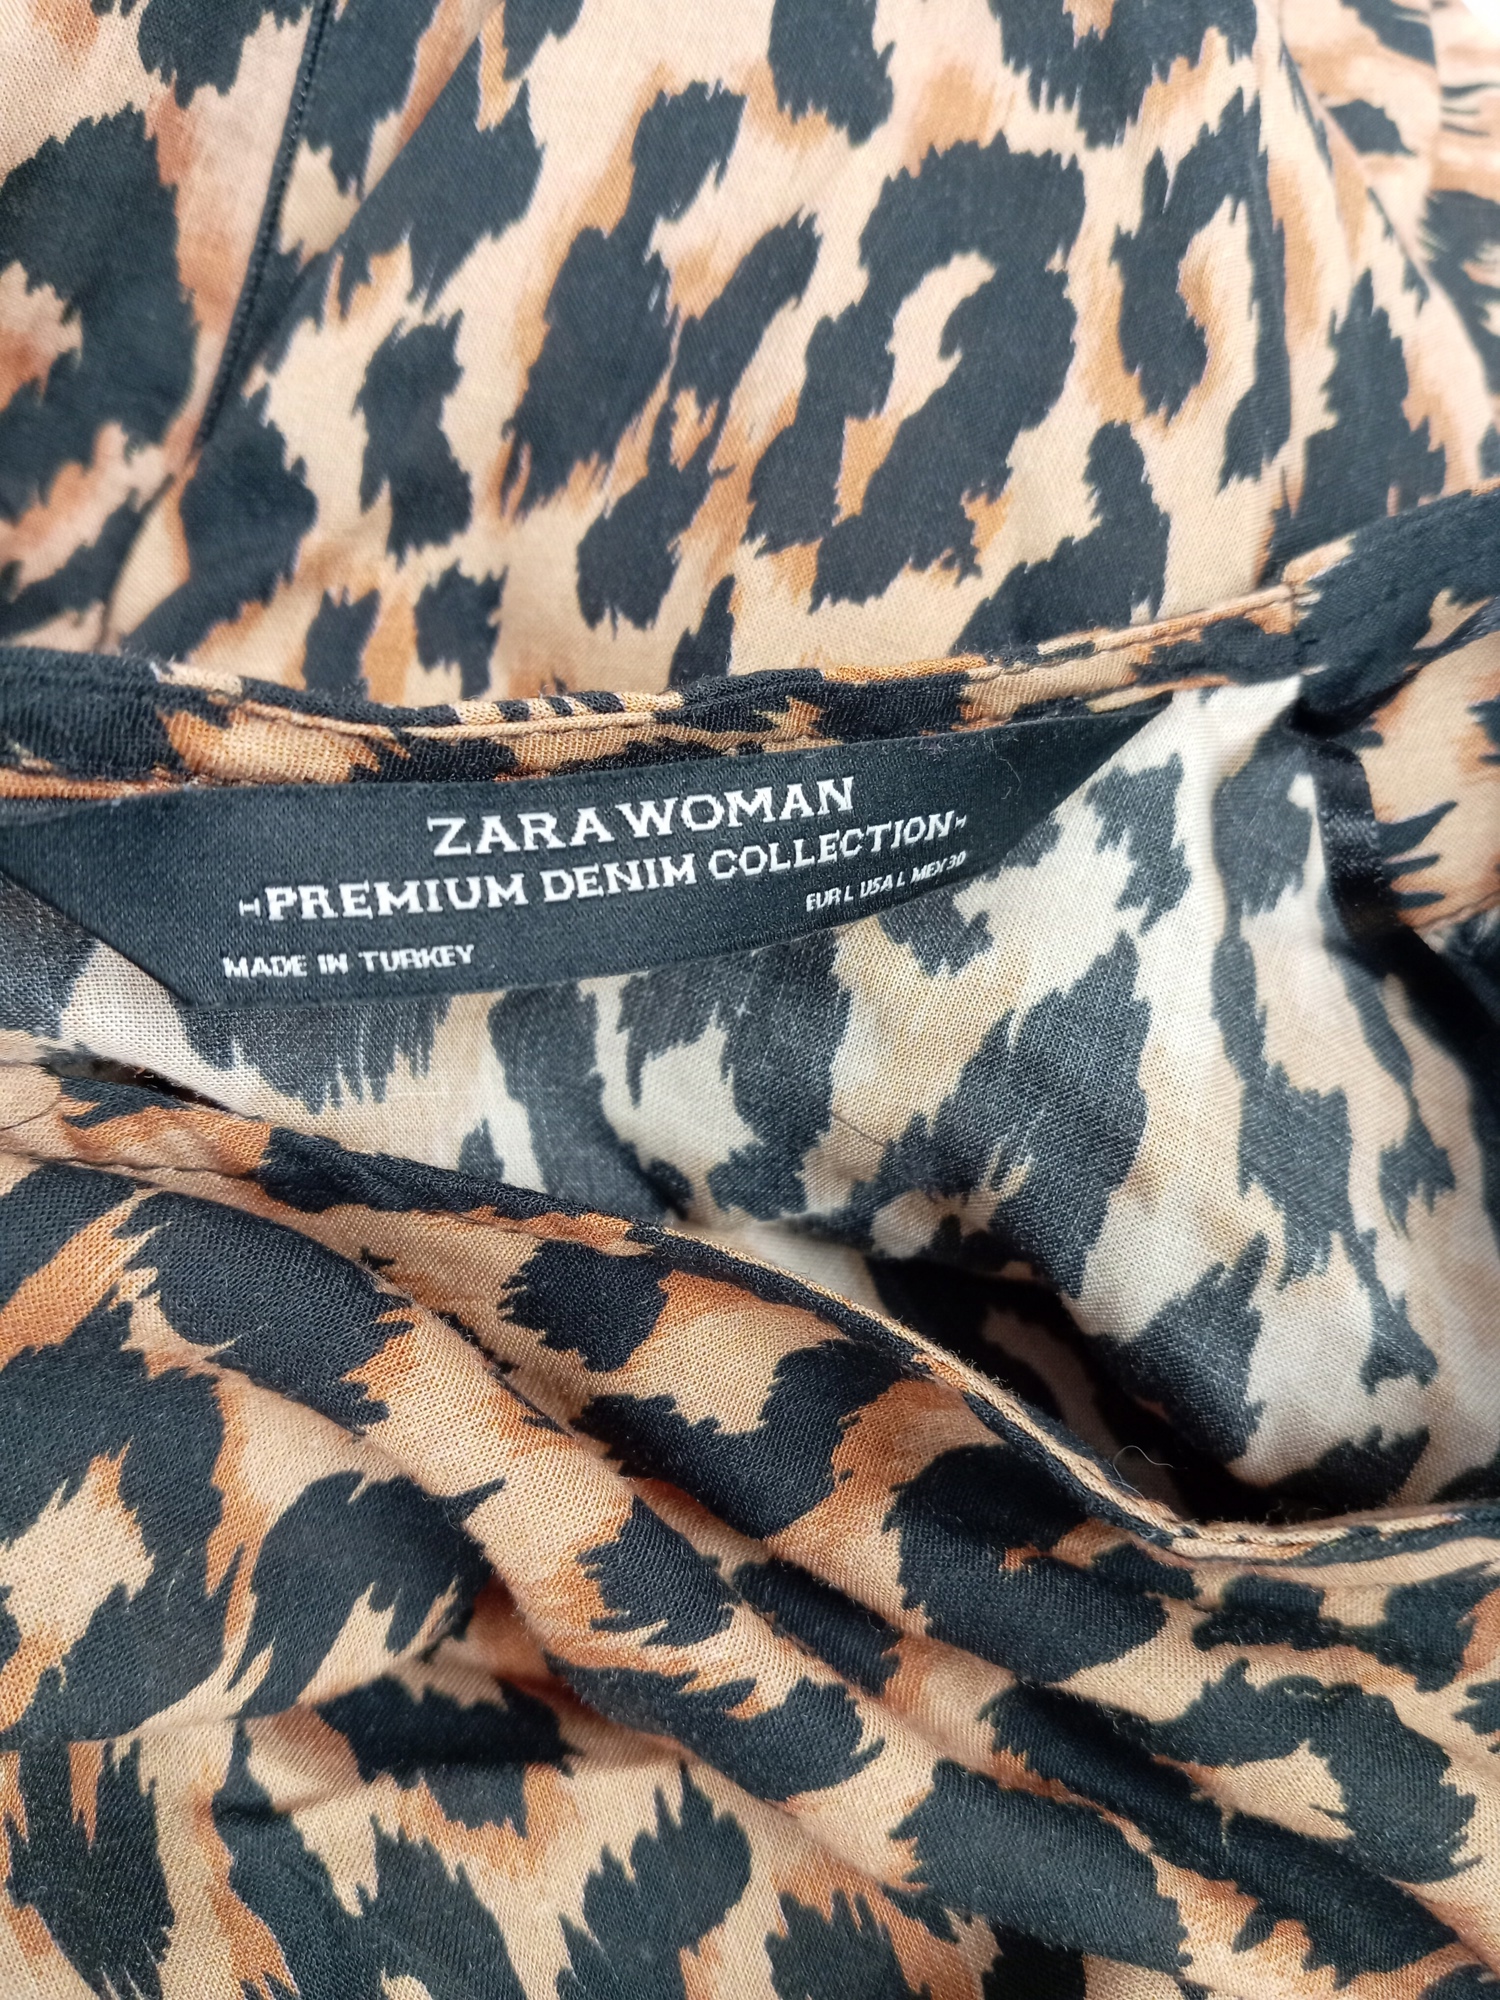 ZARA WOMAN
PREMIUM DENIM COLLECTION
EUR L USA L MEX 30
MADE IN TURKEY